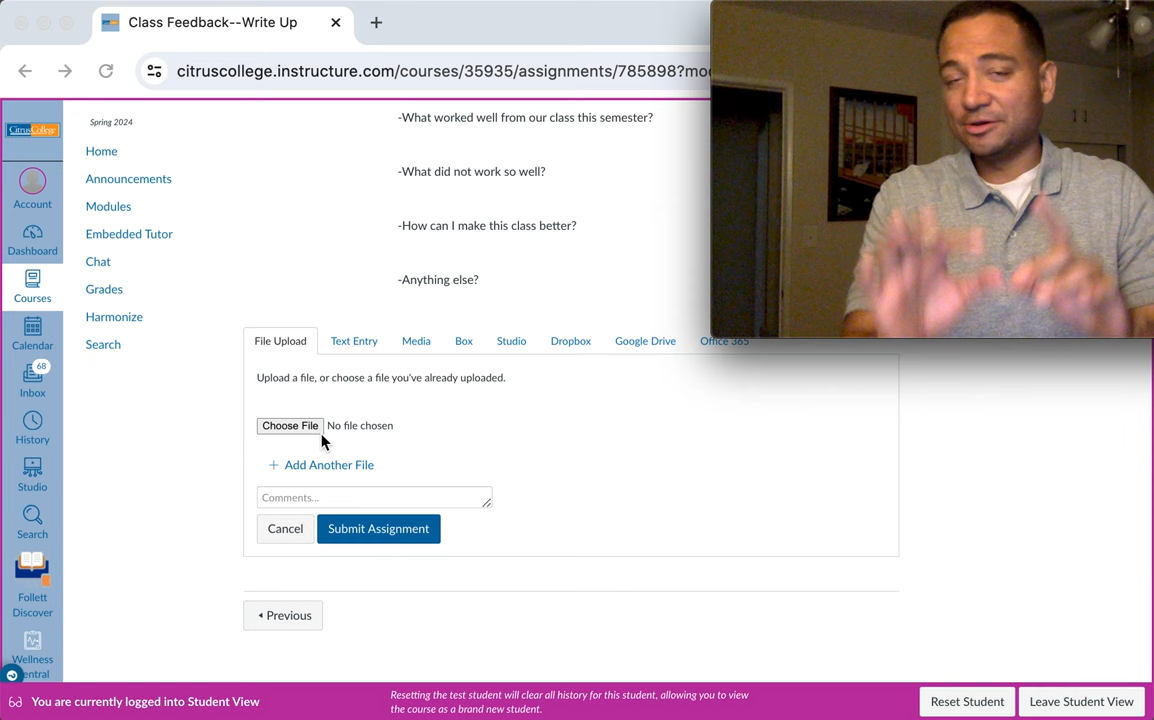 Class Feedback--Write Up
citruscollege.instructure.com/courses/35935/assignments/785898?mod
CitrusCollege
Account
Dashboard
Courses
Calendar
68
Inbox
History
Studio
Search
Follett
Discover
Wellness
Central
Spring 2024
Home
Announcements
Modules
Embedded Tutor
Chat
Grades
Harmonize
Search
-What worked well from our class this semester?
-What did not work so well?
-How can I make this class better?
-Anything else?
File Upload Text Entry Media Box Studio Dropbox Google Drive Office 365
Upload a file, or choose a file you've already uploaded.
Choose File No file chosen
+ Add Another File
Comments...
Cancel Submit Assignment
Previous
You are currently logged into Student View
Resetting the test student will clear all history for this student, allowing you to view
the course as a brand new student.
Reset Student Leave Student View